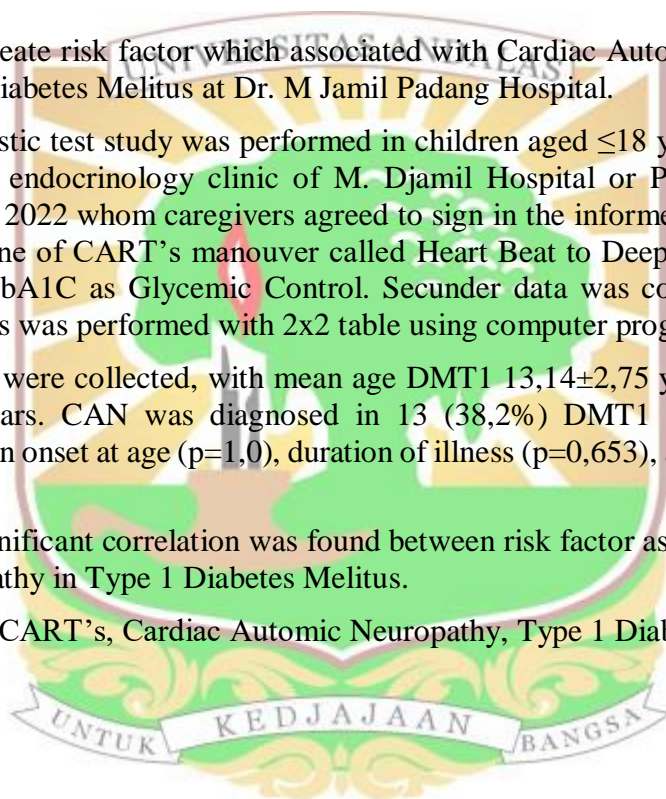 eate risk factor which associated with Cardiac Auto
UNIVERSITAS ANDALAS
iabetes Melitus at Dr. M Jamil Padang Hospital.
stic test study was performed in children aged ≤18 y
endocrinology clinic of M. Djamil Hospital or P
2022 whom caregivers agreed to sign in the informe
ne of CART’s manouver called Heart Beat to Deep
bA1C as Glycemic Control. Secunder data was co
s was performed with 2x2 table using computer prog
were collected, with mean age DMT1 13,14±2,75 y
ars. CAN was diagnosed in 13 (38,2%) DMT1
n onset at age (p=1,0), duration of illness (p=0,653),
nificant correlation was found between risk factor as
athy in Type 1 Diabetes Melitus.
CART’s, Cardiac Automic Neuropathy, Type 1 Diab
UNTUK KEDJAJAAN BANGSA